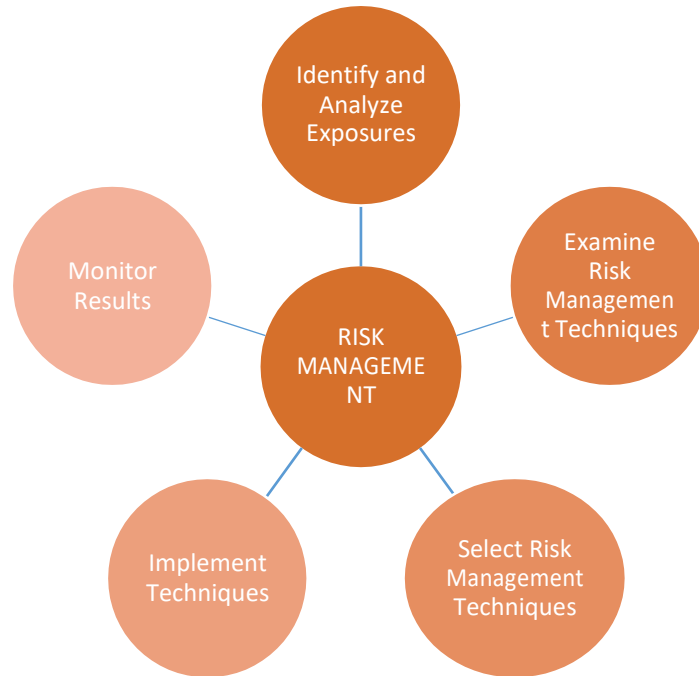 Identify and
Analyze
Exposures
Examine
Risk
Managemen
t Techniques
Monitor
Results
RISK
MANAGEME
NT
Select Risk
Management
Techniques
Implement
Techniques